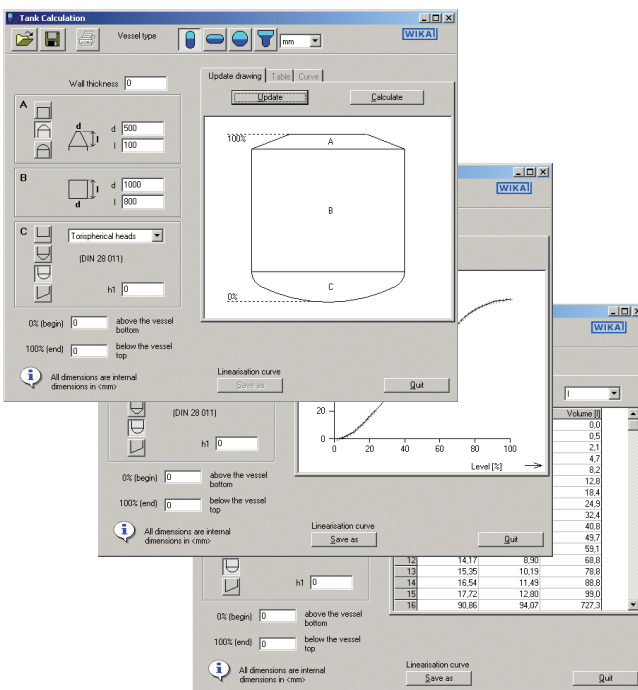 Tank Calculation
Vessel type
mm
WIKA
Wall thickness 0
Update drawing Table Curve
Update Calculate
A
d
l
d 500
l 100
100%
A
B
d
l
d 1000
l 800
B
C
Torispherical heads
(DIN 28 011)
h1 0
C
0%
0% (begin) 0 above the vessel bottom
100% (end) 0 below the vessel top
All dimensions are internal dimensions in <mm>
Linearisation curve
Save as
Quit
WIKA
20
0
0 20 40 60 80 100
Level [%]
(DIN 28 011)
h1 0
0% (begin) 0 above the vessel bottom
100% (end) 0 below the vessel top
All dimensions are internal dimensions in <mm>
Linearisation curve
Save as
Quit
WIKA
l
Volume [l]
0,0
0,5
2,1
4,7
8,2
12,8
18,4
24,9
32,4
40,8
49,7
59,1
12 14,17 8,90 68,8
13 15,35 10,19 78,8
14 16,54 11,49 88,8
15 17,72 12,80 99,0
16 90,86 94,07 727,3
h1 0
0% (begin) 0 above the vessel bottom
100% (end) 0 below the vessel top
All dimensions are internal dimensions in <mm>
Linearisation curve
Save as
Quit